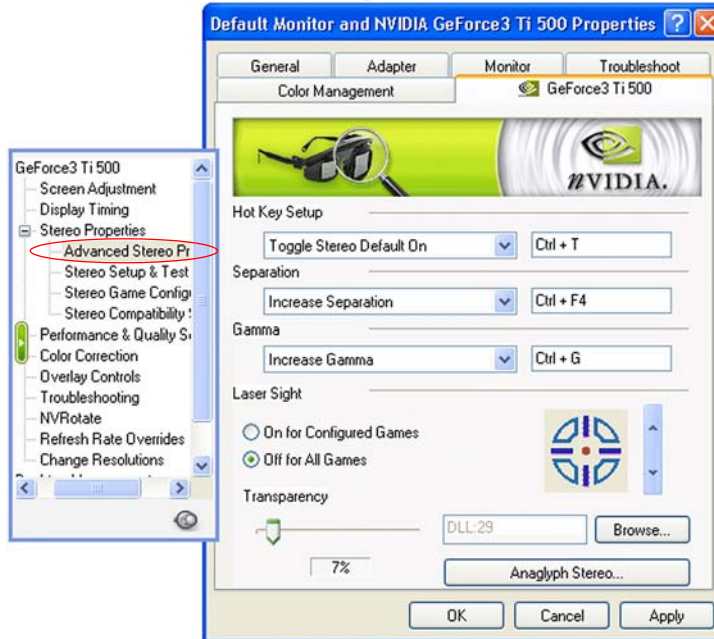 Default Monitor and NVIDIA GeForce3 Ti 500 Properties
General Adapter Monitor Troubleshoot
Color Management GeForce3 Ti 500
nVIDIA.
GeForce3 Ti 500
Screen Adjustment
Display Timing
Stereo Properties
Advanced Stereo Pr
Stereo Setup & Test
Stereo Game Config
Stereo Compatibility
Performance & Quality S
Color Correction
Overlay Controls
Troubleshooting
NVRotate
Refresh Rate Overrides
Change Resolutions
Hot Key Setup
Toggle Stereo Default On Ctrl + T
Separation
Increase Separation Ctrl + F4
Gamma
Increase Gamma Ctrl + G
Laser Sight
On for Configured Games
Off for All Games
Transparency
DLL:29 Browse...
7% Anaglyph Stereo...
OK Cancel Apply